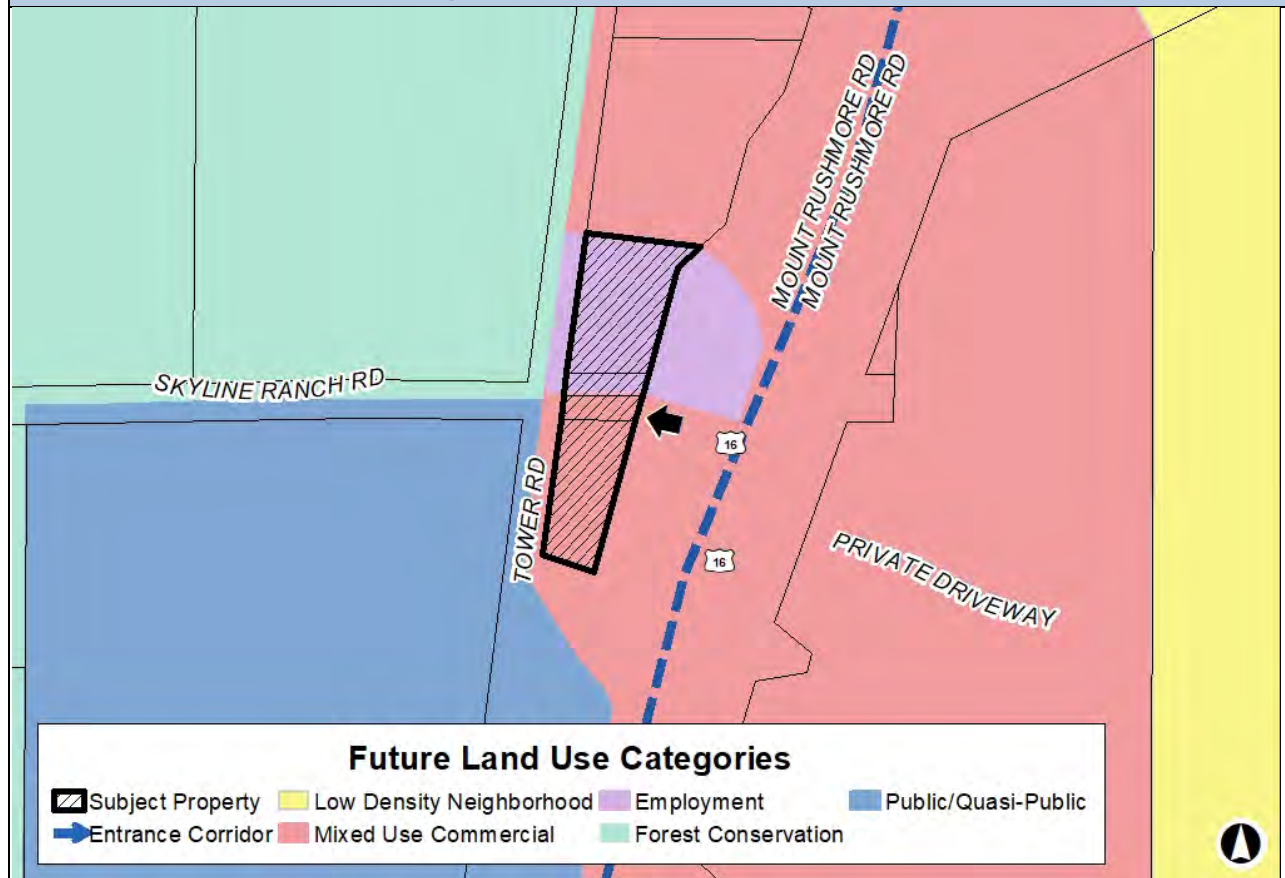 MOUNT RUSHMORE RD
MOUNT RUSHMORE RD
SKYLINE RANCH RD
16
TOWER RD
16
PRIVATE DRIVEWAY
Future Land Use Categories
Subject Property
Low Density Neighborhood
Employment
Public/Quasi-Public
Entrance Corridor
Mixed Use Commercial
Forest Conservation